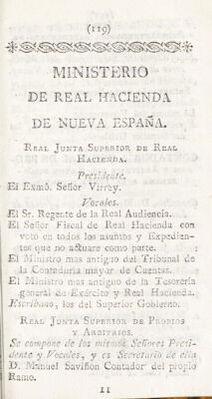 (119)
MINISTERIO
DE REAL HACIENDA
DE NUEVA ESPAÑA.
REAL JUNTA SUPERIOR DE REAL
HACIENDA.
Presidente.
El Exmô. Señor Virrey.
Vocales.
El Sr. Regente de la Real Audiencia.
El Señor Fiscal de Real Hacienda con
voto en todos los asuntos y Expedien-
tes que no actuare como parte.
El Ministro mas antiguo del Tribunal de
la Contaduría mayor de Cuentas.
El Ministro mas antiguo de la Tesorería
general de Exército y Real Hacienda.
Escribano, los del Superior Gobierno.
REAL JUNTA SUPERIOR DE PROPIOS
Y ARBITRIOS.
Se compone de los mismos Señores Presi-
dente y Vocales, y es Secretario de ella
D. Manuel Saviñon Contador del propio
Ramo.
11